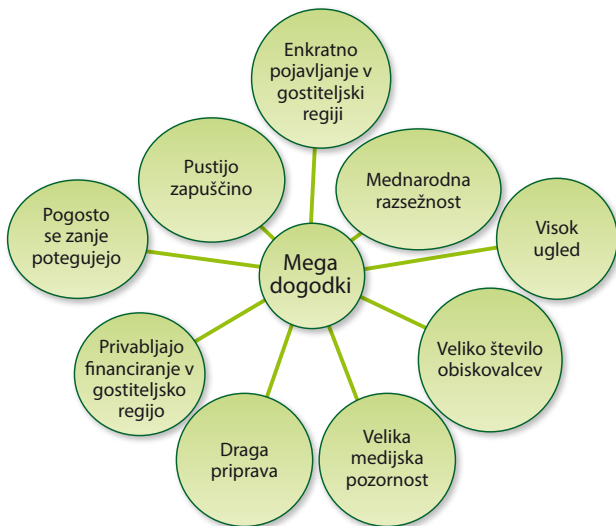 Enkratno
pojavljanje v
gostiteljski
regiji
Pustijo
zapuščino
Mednarodna
razsežnost
Pogosto
se zanje
potegujejo
Visok
ugled
Mega
dogodki
Privabljajo
financiranje v
gostiteljsko
regijo
Veliko število
obiskovalcev
Draga
priprava
Velika
medijska
pozornost